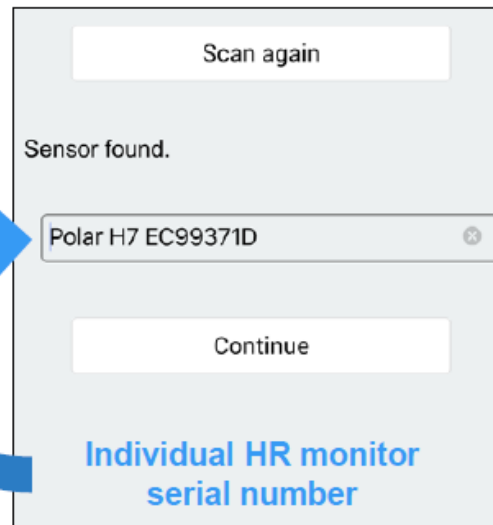 Scan again
Sensor found.
Polar H7 EC99371D
Continue
Individual HR monitor
serial number